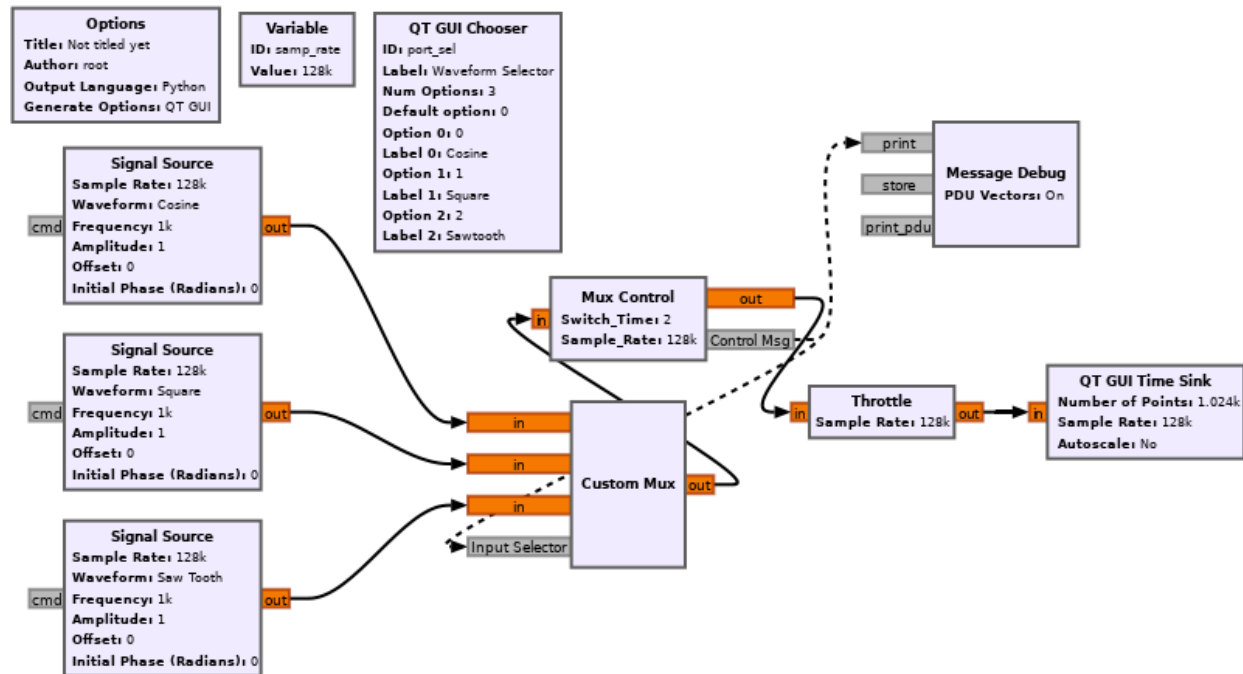 Options
Title: Not titled yet
Author: root
Output Language: Python
Generate Options: QT GUI
Variable
ID: samp_rate
Value: 128k
QT GUI Chooser
ID: port_sel
Label: Waveform Selector
Num Options: 3
Default option: 0
Option 0: 0
Label 0: Cosine
Option 1: 1
Label 1: Square
Option 2: 2
Label 2: Sawtooth
Signal Source
Sample Rate: 128k
Waveform: Cosine
Frequency: 1k
Amplitude: 1
Offset: 0
Initial Phase (Radians): 0
cmd
out
Signal Source
Sample Rate: 128k
Waveform: Square
Frequency: 1k
Amplitude: 1
Offset: 0
Initial Phase (Radians): 0
cmd
out
Signal Source
Sample Rate: 128k
Waveform: Saw Tooth
Frequency: 1k
Amplitude: 1
Offset: 0
Initial Phase (Radians): 0
cmd
out
in
in
in
Input Selector
Custom Mux
out
in
Mux Control
Switch_Time: 2
Sample_Rate: 128k
out
Control Msg
print
store
print_pdu
Message Debug
PDU Vectors: On
in
Throttle
Sample Rate: 128k
out
in
QT GUI Time Sink
Number of Points: 1.024k
Sample Rate: 128k
Autoscale: No